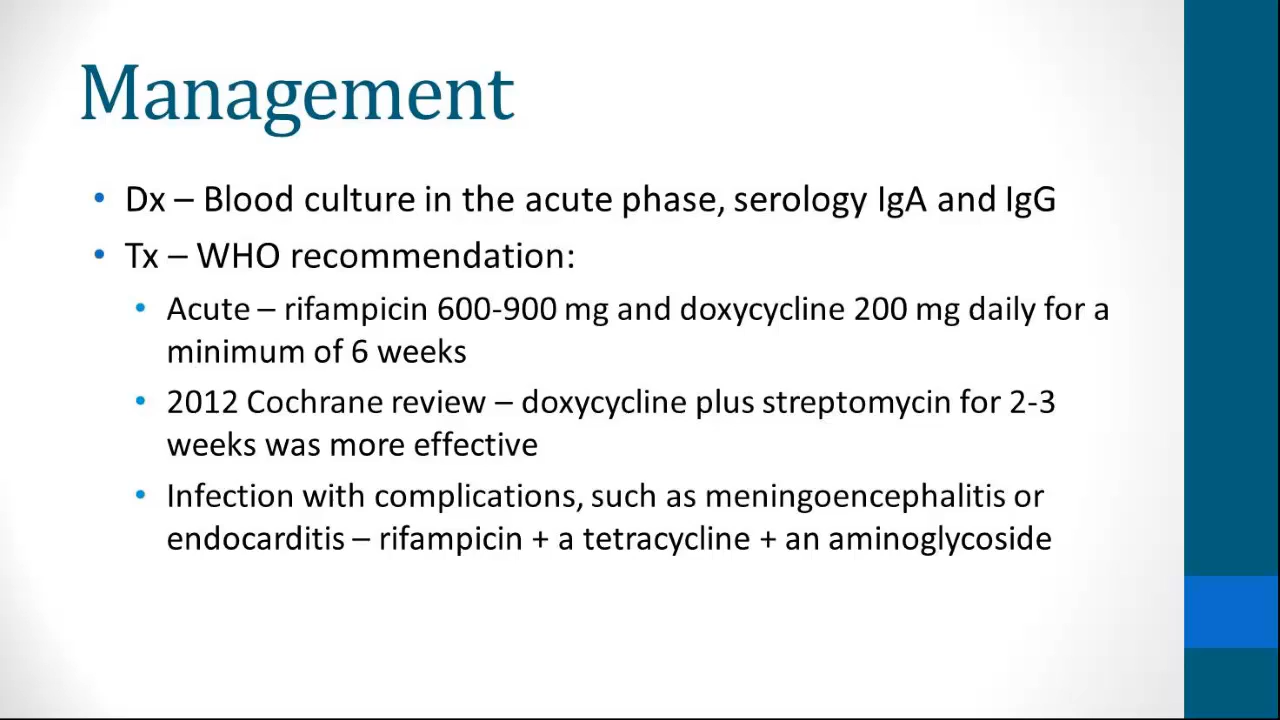 Management
• Dx – Blood culture in the acute phase, serology IgA and IgG
• Tx – WHO recommendation:
• Acute – rifampicin 600-900 mg and doxycycline 200 mg daily for a
minimum of 6 weeks
• 2012 Cochrane review – doxycycline plus streptomycin for 2-3
weeks was more effective
• Infection with complications, such as meningoencephalitis or
endocarditis – rifampicin + a tetracycline + an aminoglycoside